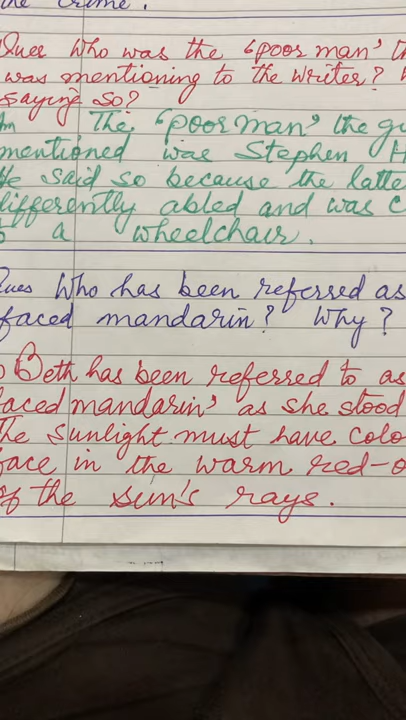 the crime.
Ques Who was the 'poor man' th
was mentioning to the writer? W
saying so?
The 'poor man' the gu
mentioned was Stephen H
He said so because the latte
differently abled and was c
a wheelchair.
Ques Who has been referred as
faced mandarin? Why?
Beth has been referred to as
faced mandarin' as she stood
The sunlight must have colo
face in the warm red-o
of the sun's rays.